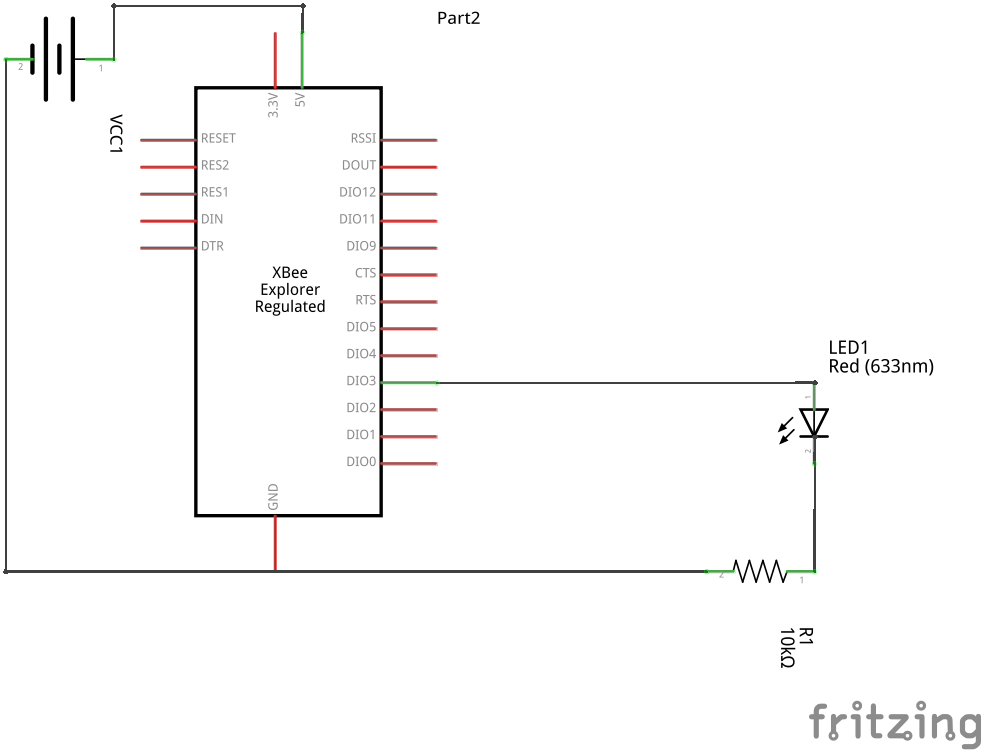 Part2
2
1
VCC1
3.3V
5V
RESET
RES2
RES1
DIN
DTR
RSSI
DOUT
DIO12
DIO11
DIO9
CTS
RTS
DIO5
DIO4
DIO3
DIO2
DIO1
DIO0
XBee
Explorer
Regulated
GND
LED1
Red (633nm)
1
2
2
1
R1
10kΩ
fritzing